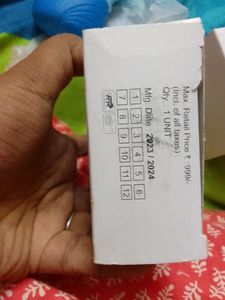 Max. Retail Price ₹ 999/-
(Incl. of all taxes)
Qty. : 1 UNIT
Mfg. Date 2023 / 2024
1 2 3 4 5 6
7 8 9 10 11 12